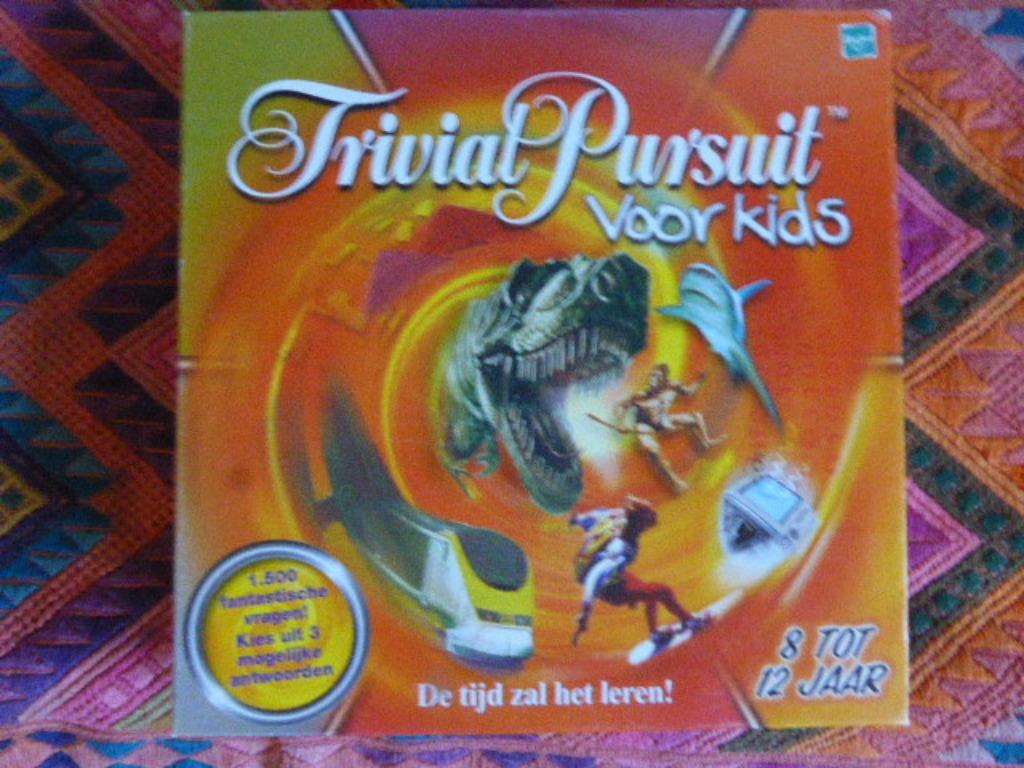 Trivial Pursuit™
voor kids
1.500
fantastische
vragen!
Kies uit 3
mogelijke
antwoorden
De tijd zal het leren!
8 TOT
12 JAAR